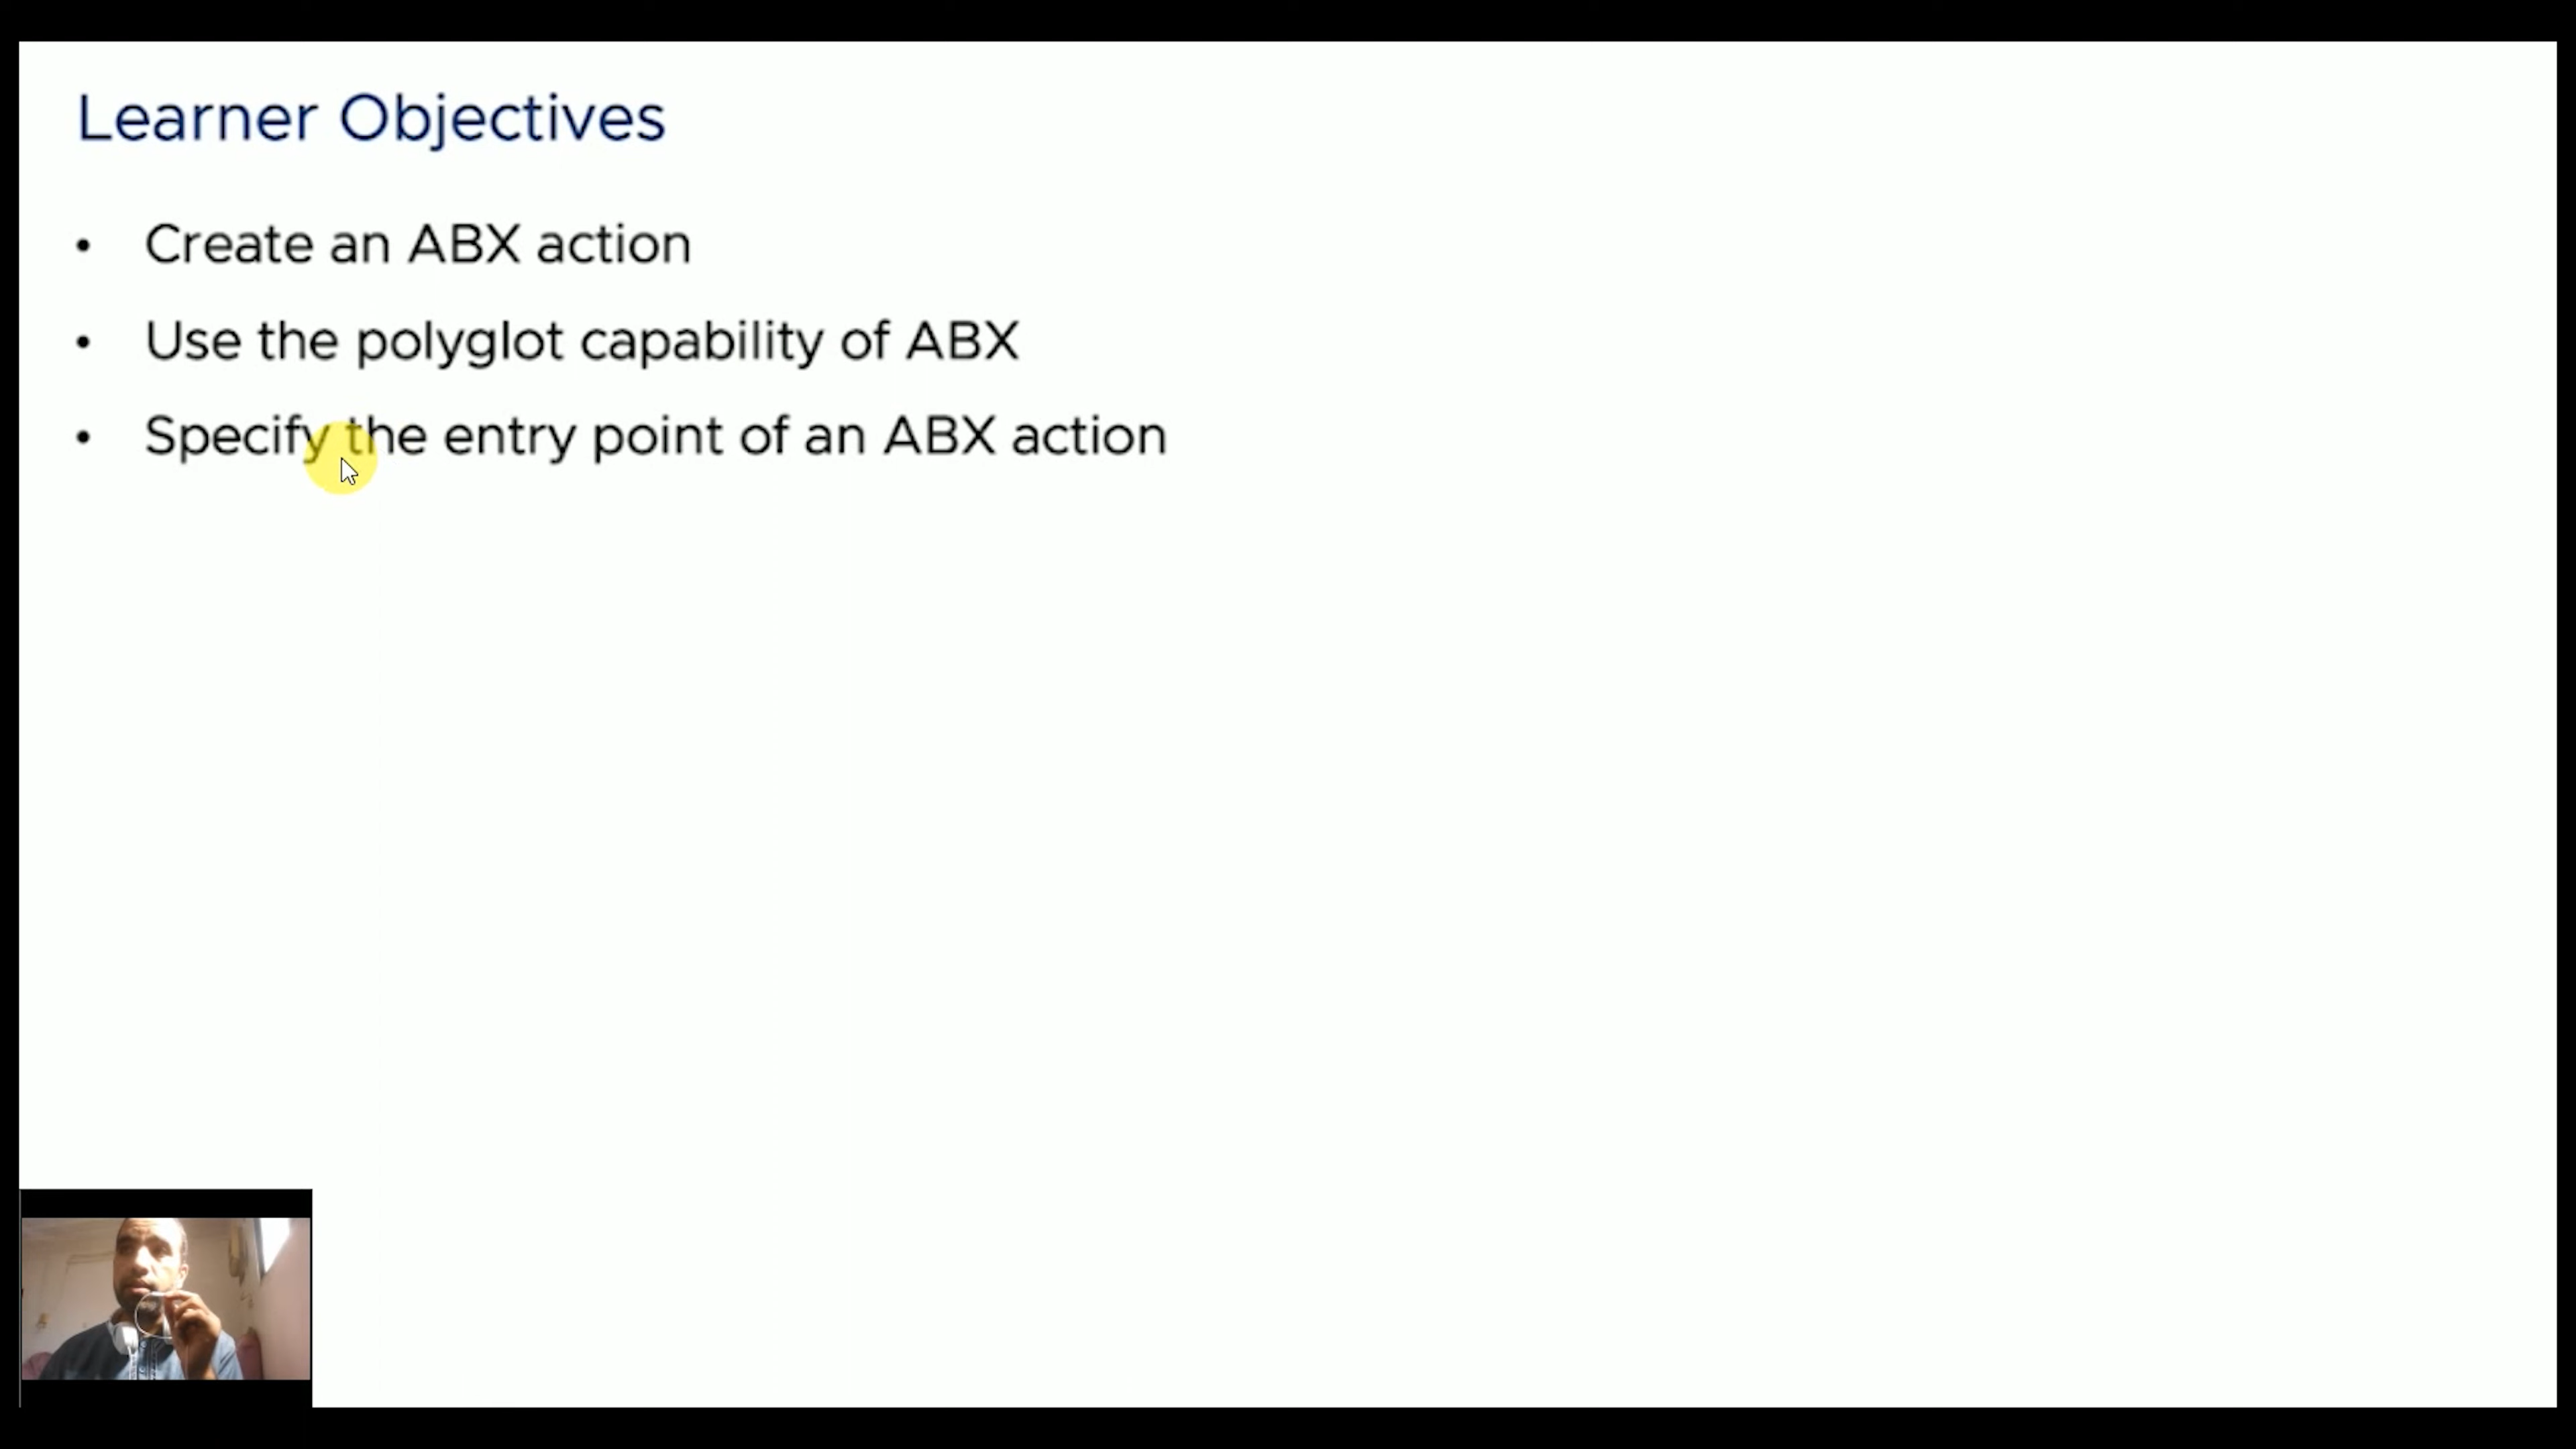 Learner Objectives
• Create an ABX action
• Use the polyglot capability of ABX
• Specify the entry point of an ABX action